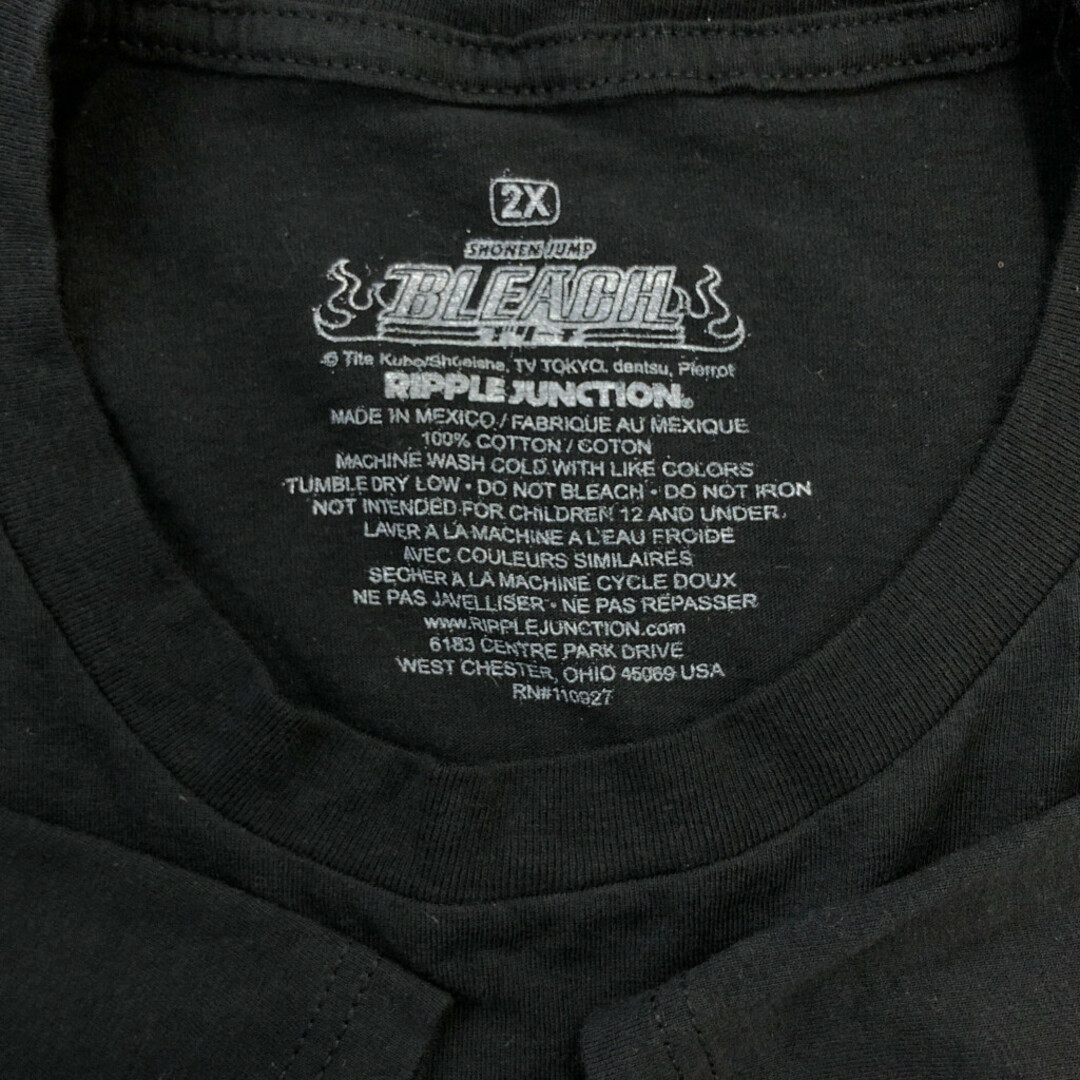 2X
SHONEN JUMP
BLEACH
ブリーチ
© Tite Kubo/Shueisha, TV TOKYO, dentsu, Pierrot
RIPPLE JUNCTION®
MADE IN MEXICO / FABRIQUE AU MEXIQUE
100% COTTON / COTON
MACHINE WASH COLD WITH LIKE COLORS
TUMBLE DRY LOW • DO NOT BLEACH • DO NOT IRON
NOT INTENDED FOR CHILDREN 12 AND UNDER.
LAVER A LA MACHINE A L'EAU FROIDE
AVEC COULEURS SIMILAIRES
SECHER A LA MACHINE CYCLE DOUX
NE PAS JAVELLISER • NE PAS REPASSER
www.RIPPLEJUNCTION.com
6183 CENTRE PARK DRIVE
WEST CHESTER, OHIO 45069 USA
RN#110927